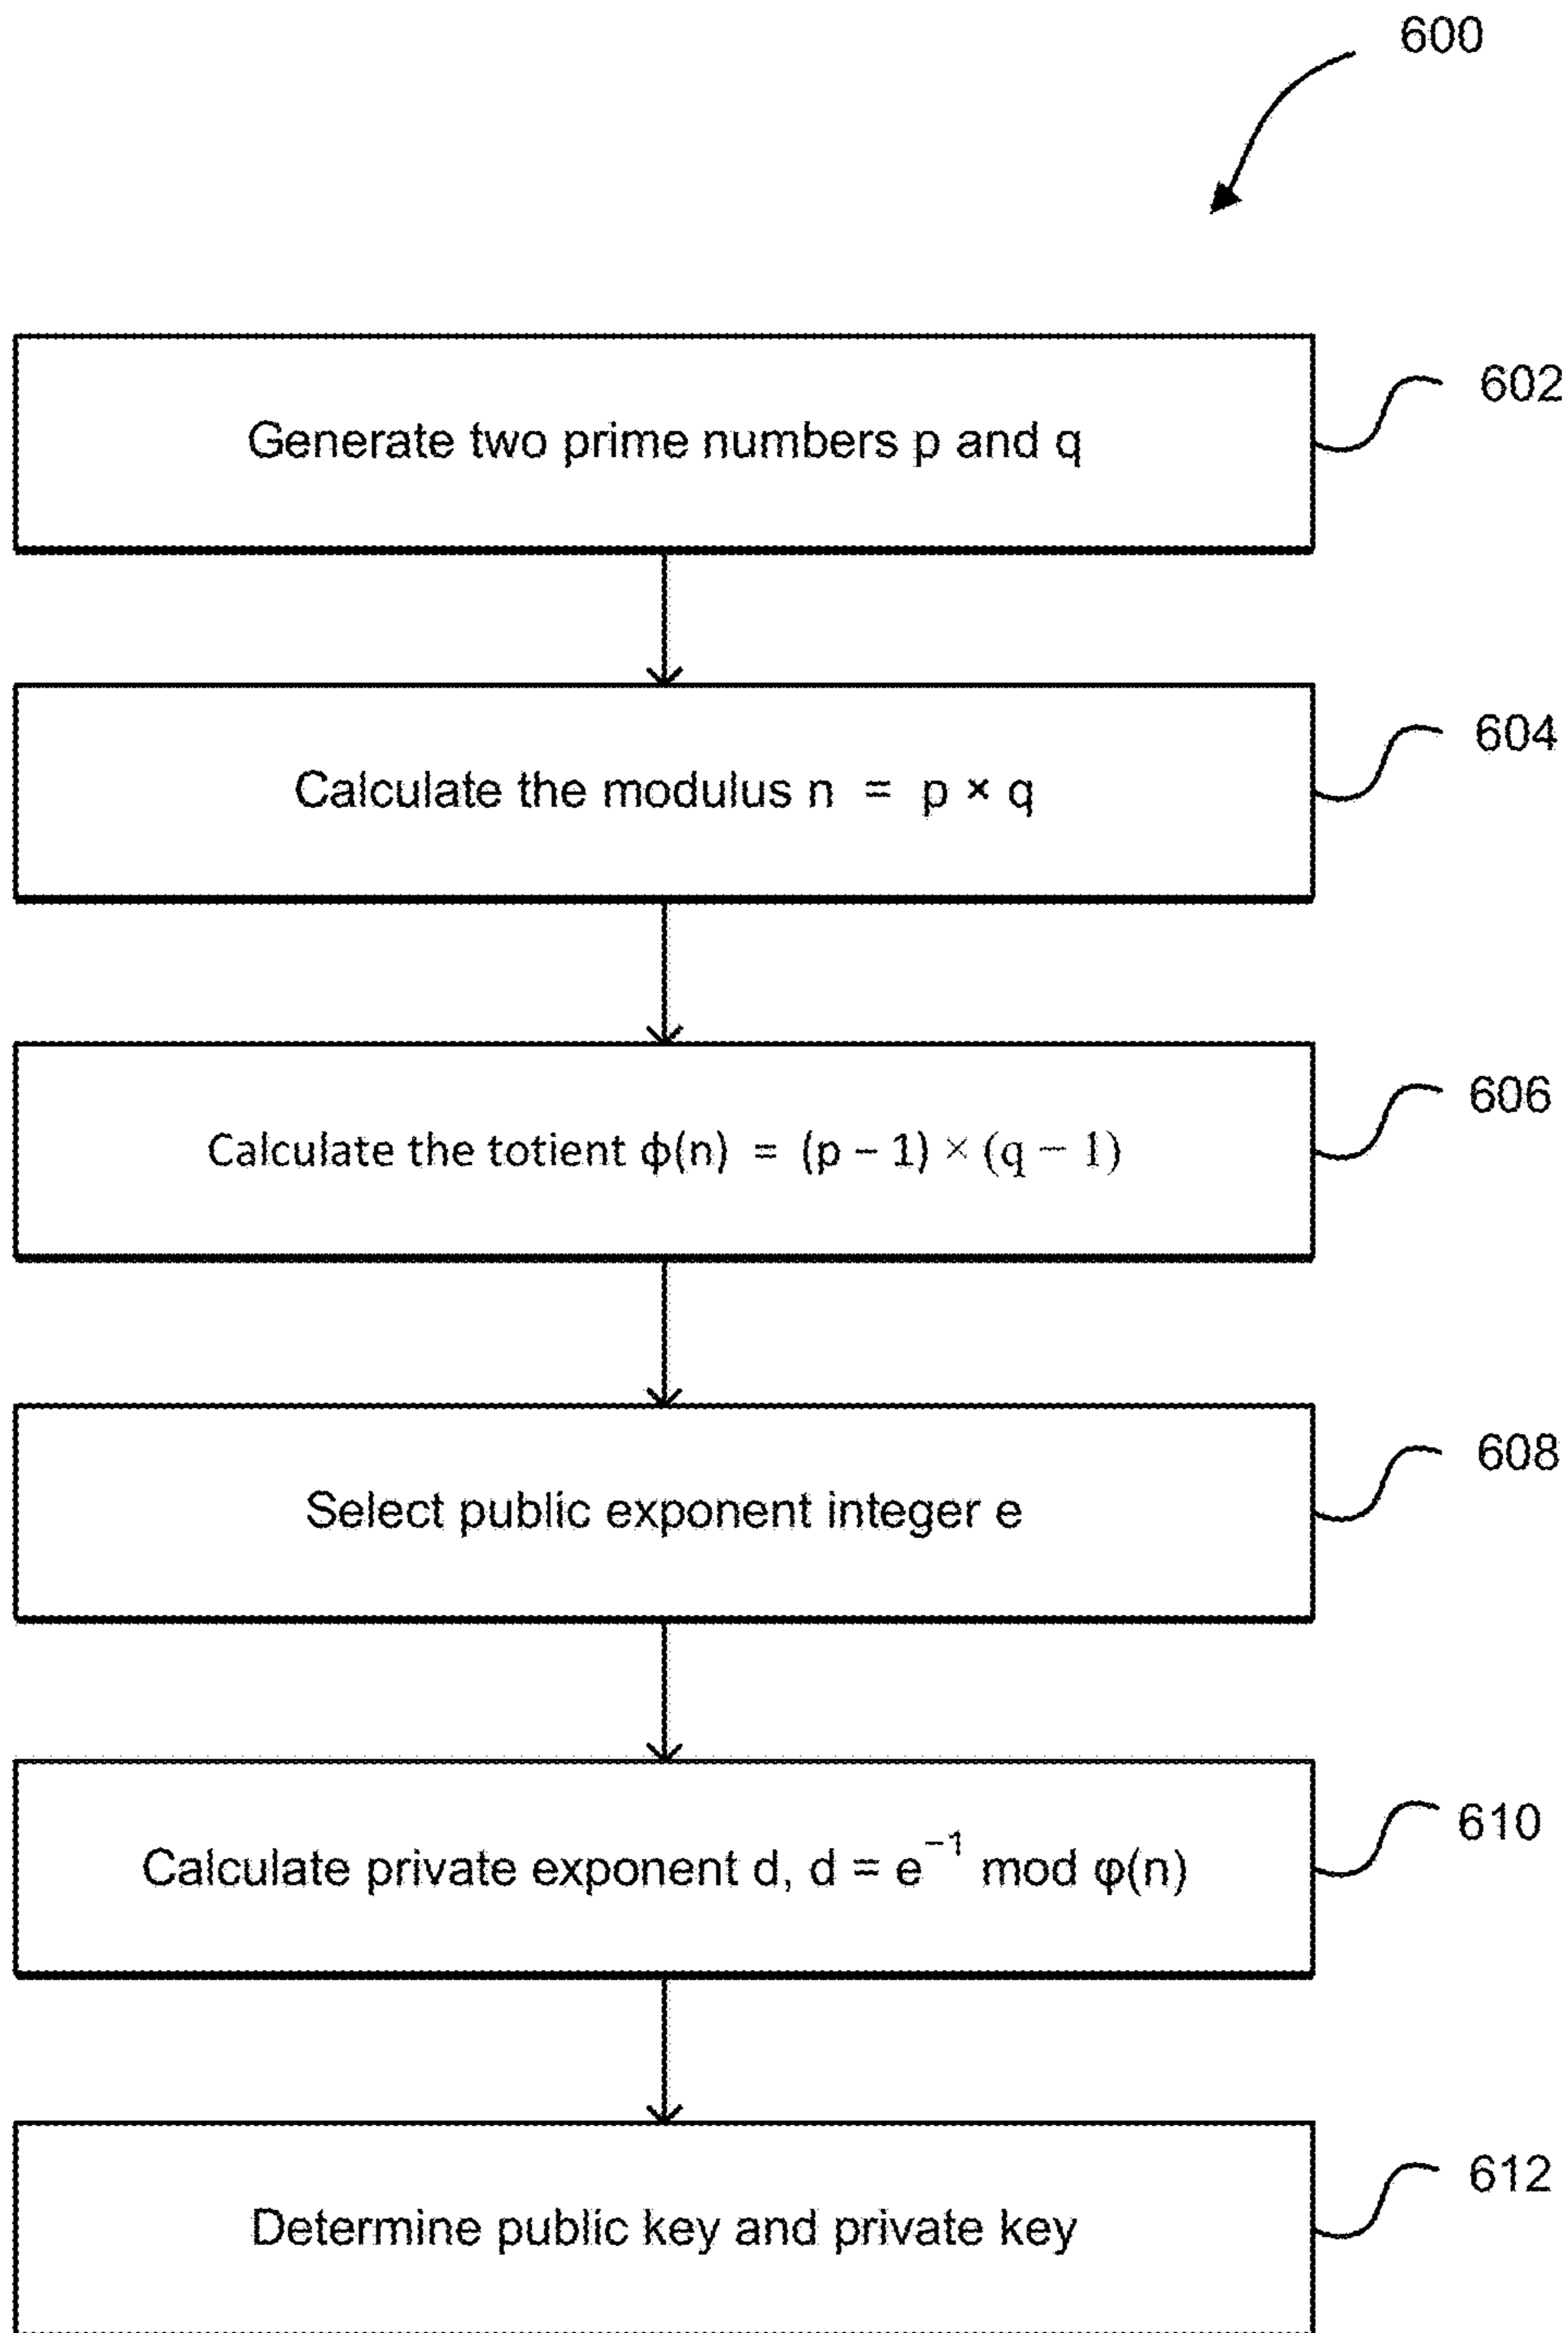 600
Generate two prime numbers p and q
602
Calculate the modulus n = p × q
604
Calculate the totient ϕ(n) = (p – 1) × (q − 1)
606
Select public exponent integer e
608
Calculate private exponent d, d = e⁻¹ mod φ(n)
610
Determine public key and private key
612